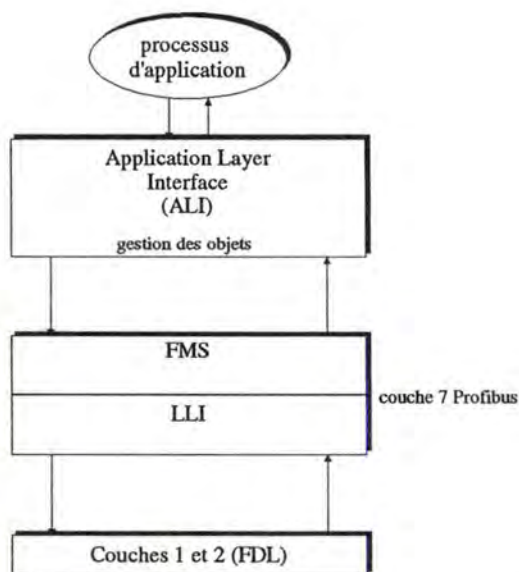 processus
d'application
Application Layer
Interface
(ALI)
gestion des objets
FMS
LLI
couche 7 Profibus
Couches 1 et 2 (FDL)